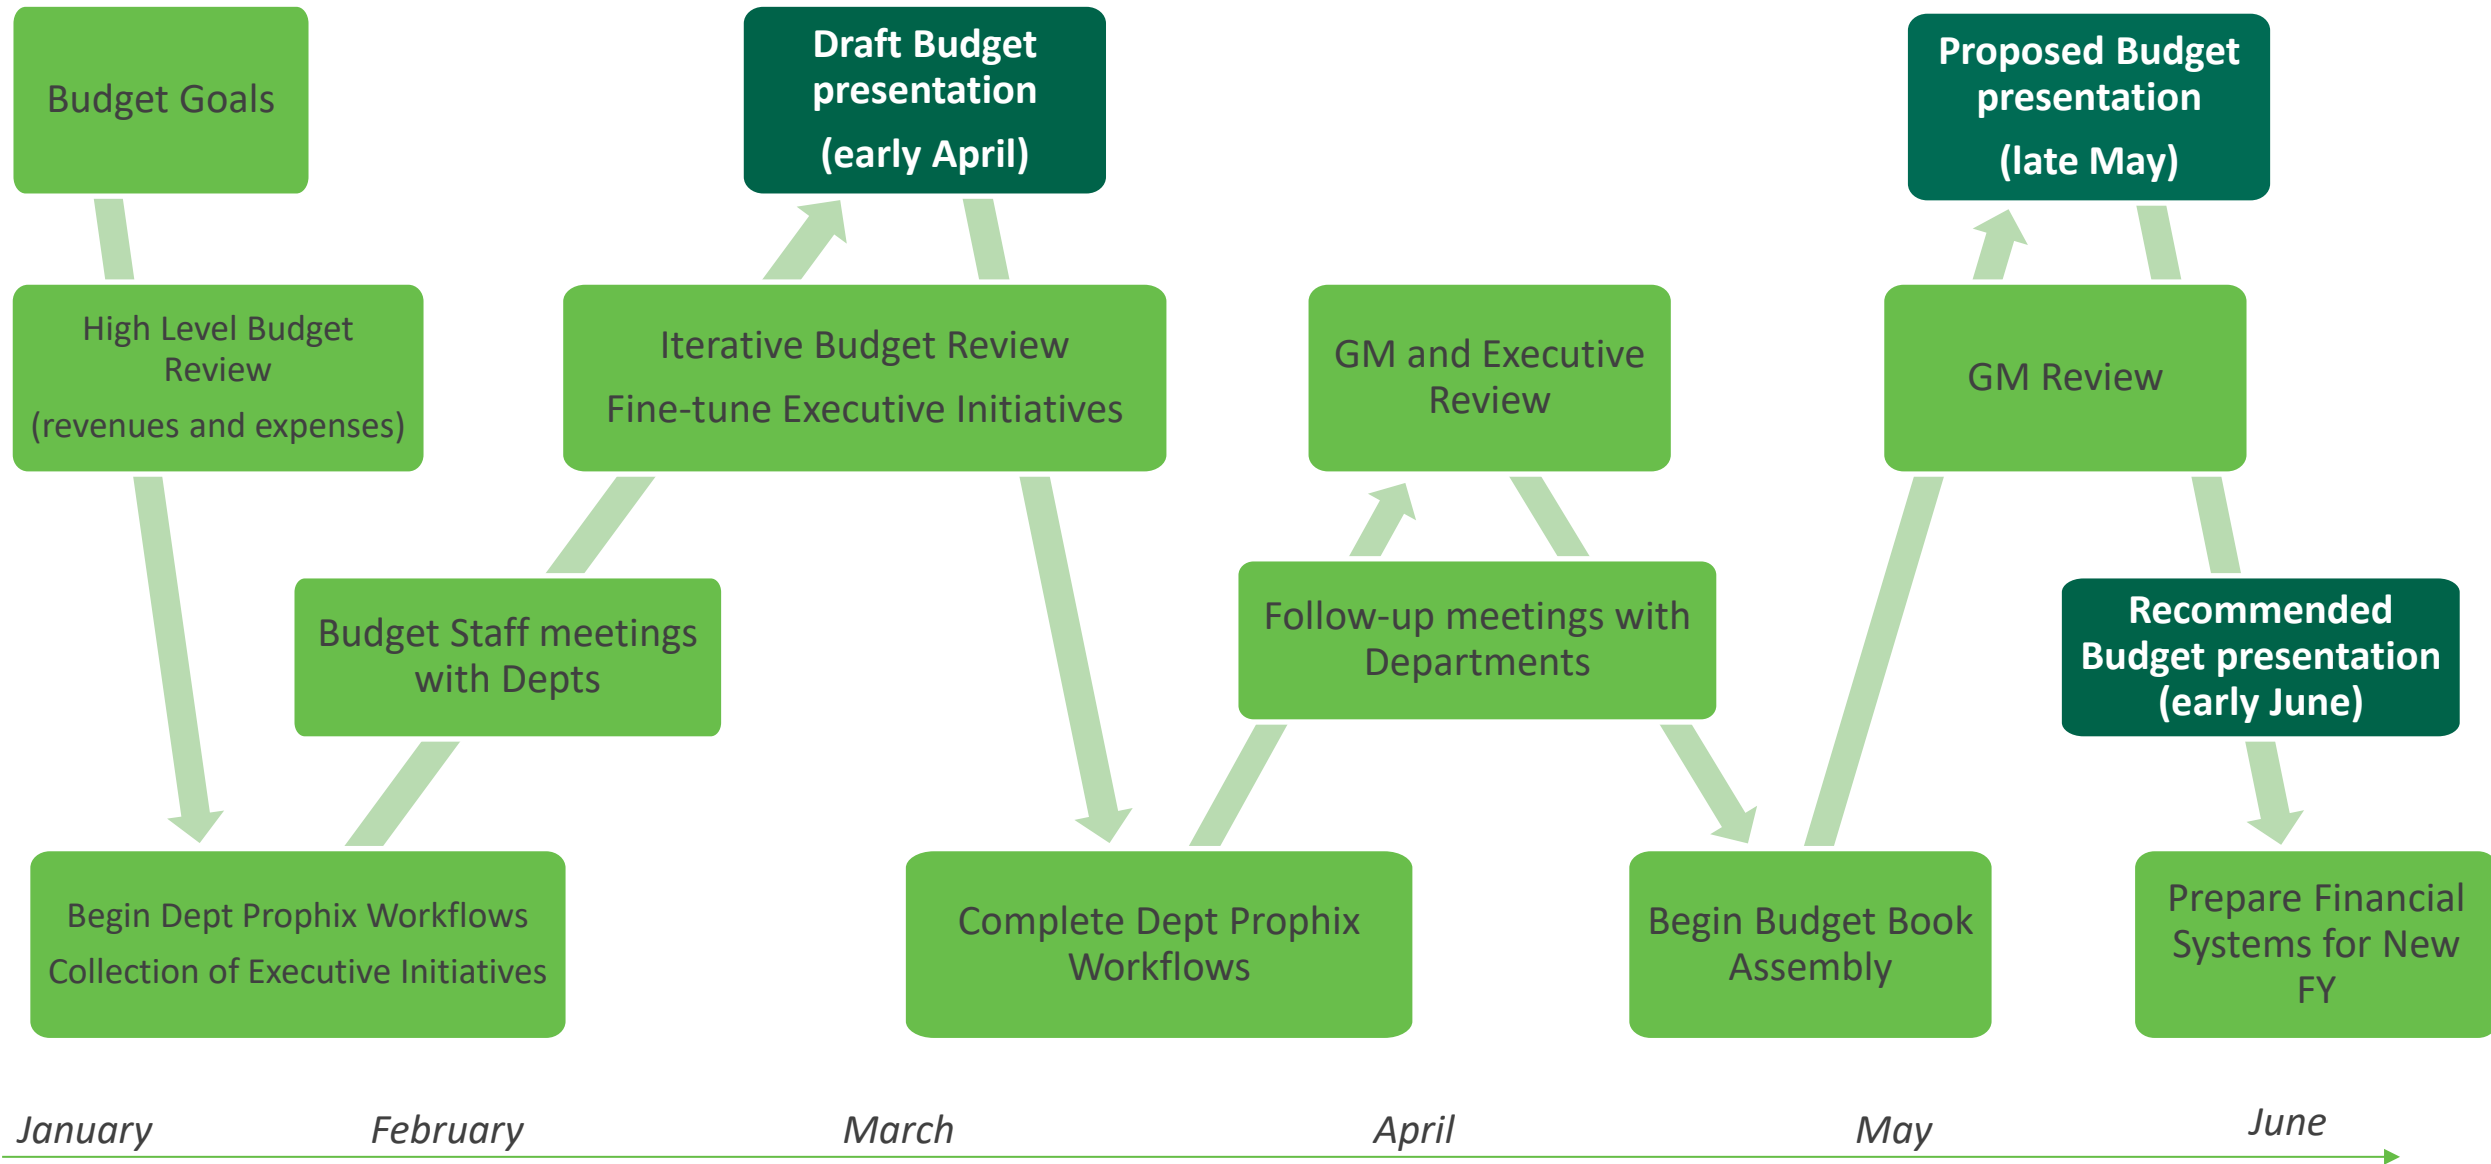 Budget Goals
High Level Budget
Review
(revenues and expenses)
Begin Dept Prophix Workflows
Collection of Executive Initiatives
Budget Staff meetings
with Depts
Iterative Budget Review
Fine-tune Executive Initiatives
Draft Budget
presentation
(early April)
Complete Dept Prophix
Workflows
Follow-up meetings with
Departments
GM and Executive
Review
Begin Budget Book
Assembly
GM Review
Proposed Budget
presentation
(late May)
Recommended
Budget presentation
(early June)
Prepare Financial
Systems for New
FY
January
February
March
April
May
June